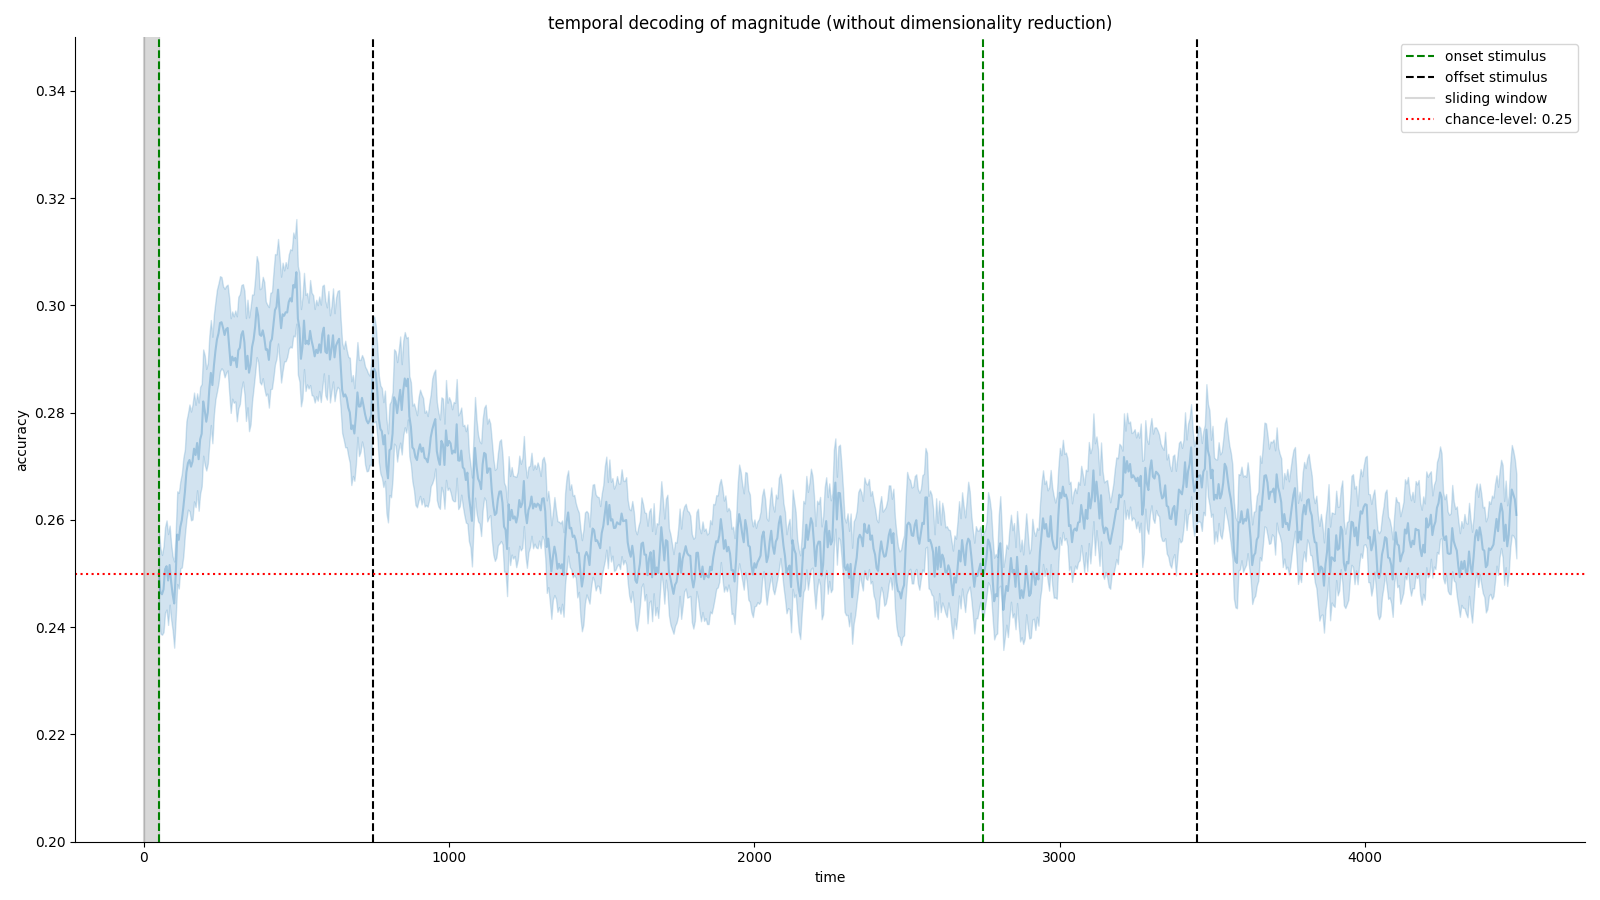 temporal decoding of magnitude (without dimensionality reduction)
onset stimulus
offset stimulus
sliding window
chance-level: 0.25
accuracy
0.34
0.32
0.30
0.28
0.26
0.24
0.22
0.20
0
1000
2000
3000
4000
time